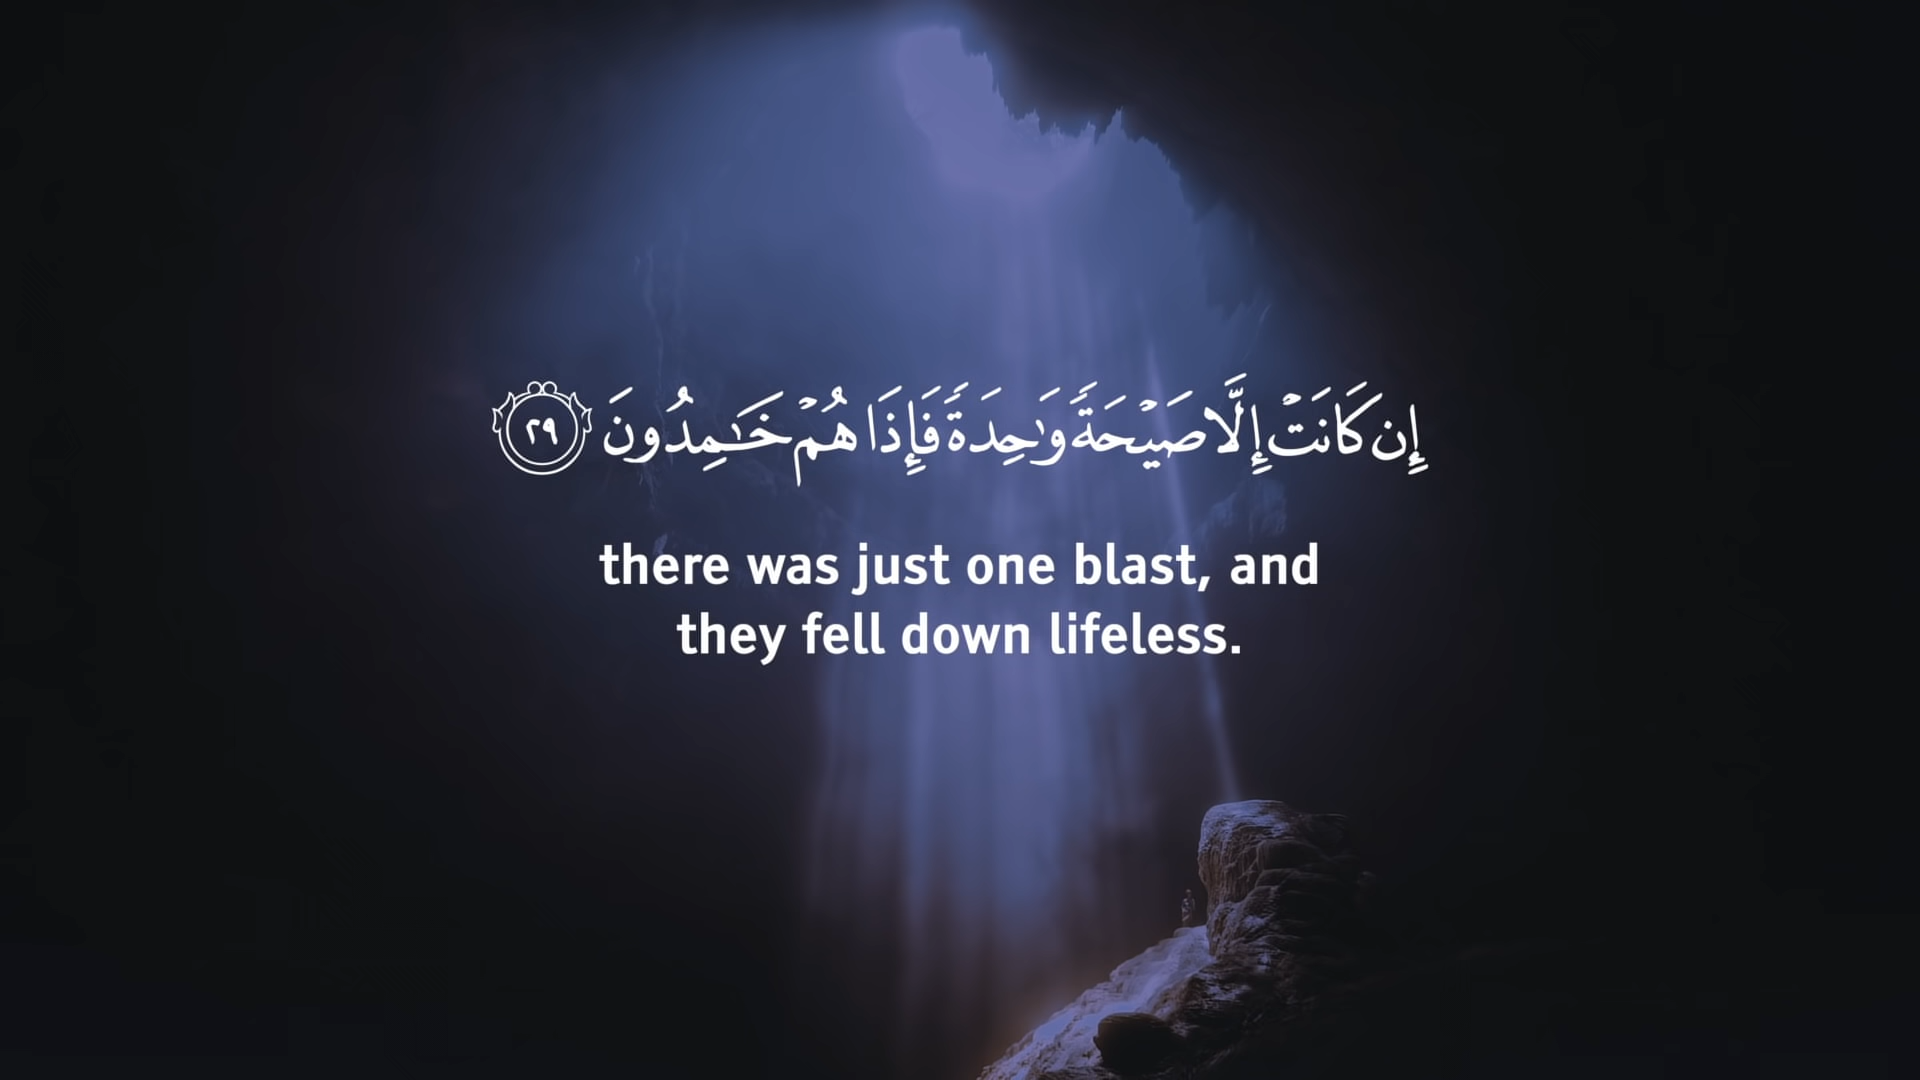 إِن كَانَتۡ إِلَّا صَيۡحَةٗ وَٰحِدَةٗ فَإِذَا هُمۡ خَٰمِدُونَ ٢٩
there was just one blast, and
they fell down lifeless.